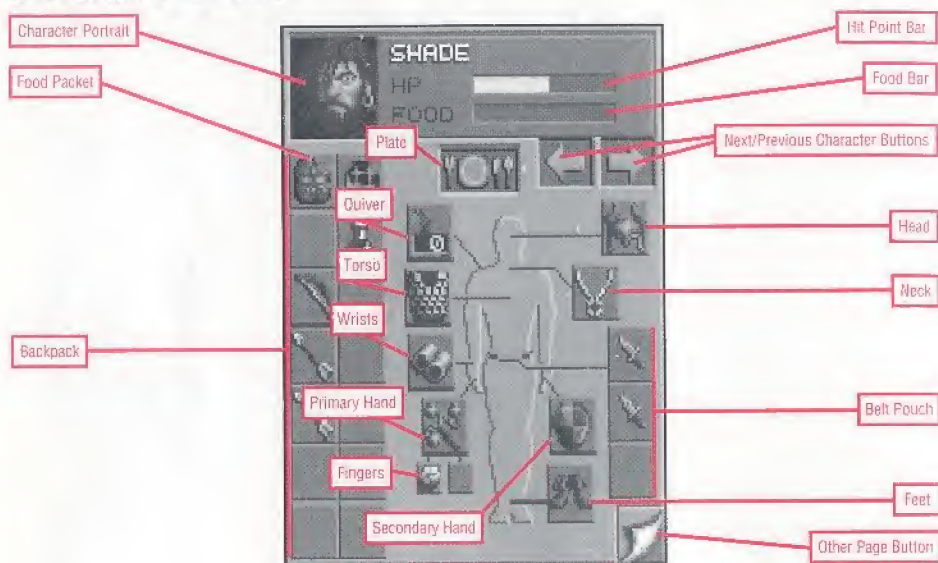 Character Portrait
Hit Point Bar
SHADE
HP
Food Packet
Food Bar
FOOD
Plate
Next/Previous Character Buttons
Quiver
0
Head
Torso
Neck
Wrists
Backpack
Primary Hand
Belt Pouch
Fingers
Feet
Secondary Hand
Other Page Button